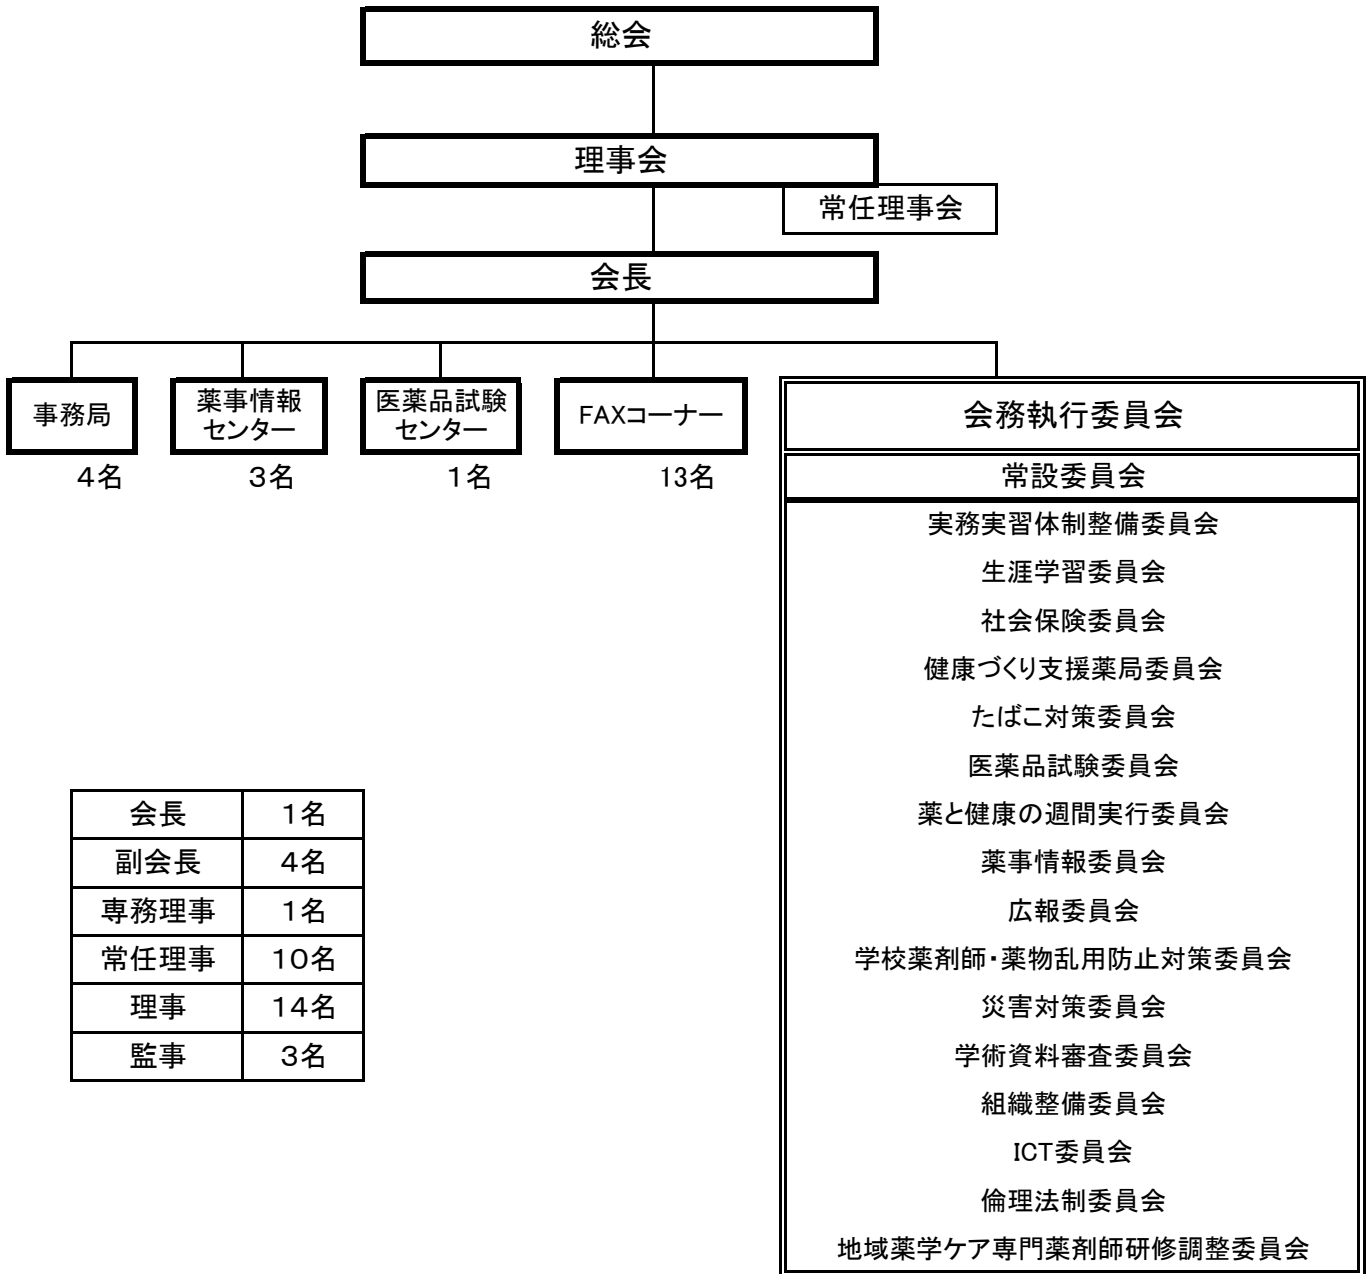 総会
理事会
常任理事会
会長
事務局
薬事情報
センター
医薬品試験
センター
FAXコーナー
会務執行委員会
４名
３名
１名
13名
常設委員会
実務実習体制整備委員会
生涯学習委員会
社会保険委員会
健康づくり支援薬局委員会
たばこ対策委員会
医薬品試験委員会
薬と健康の週間実行委員会
薬事情報委員会
広報委員会
学校薬剤師・薬物乱用防止対策委員会
災害対策委員会
学術資料審査委員会
組織整備委員会
ICT委員会
倫理法制委員会
地域薬学ケア専門薬剤師研修調整委員会
会長 １名
副会長 ４名
専務理事 １名
常任理事 １０名
理事 １４名
監事 ３名